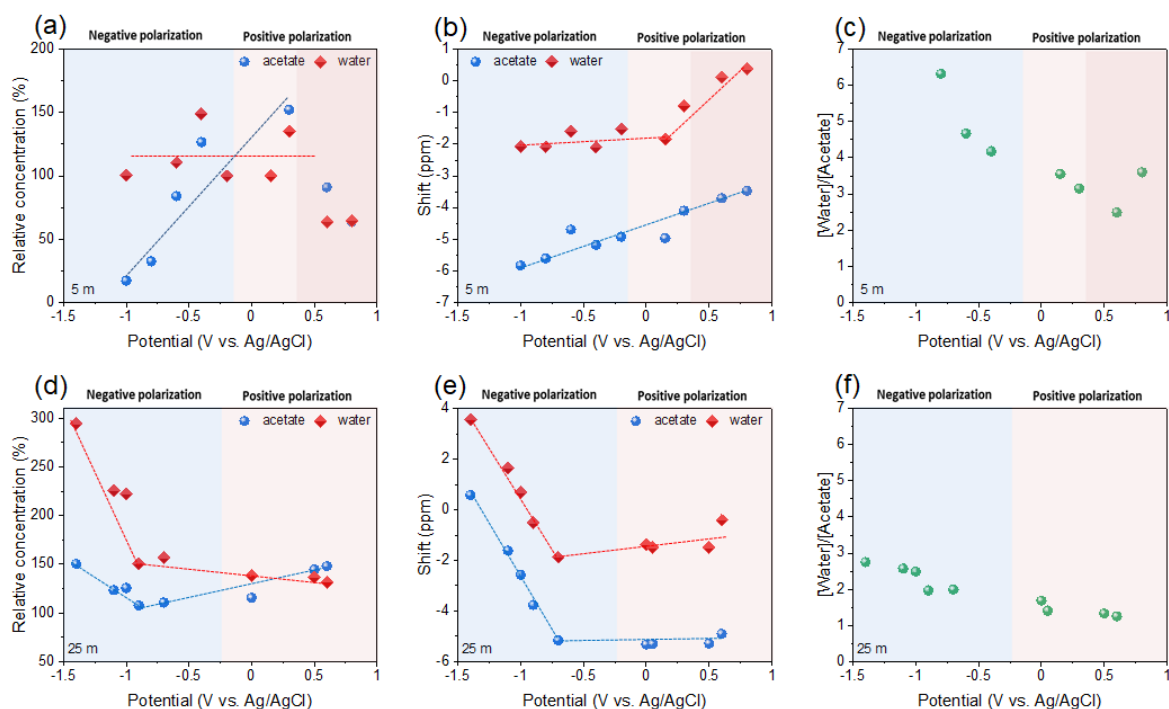 (a)
Negative polarization Positive polarization
acetate water
Relative concentration (%)
200
150
100
50
0
5 m
-1.5 -1 -0.5 0 0.5 1
Potential (V vs. Ag/AgCl)
(b)
Negative polarization Positive polarization
acetate water
Shift (ppm)
1
0
-1
-2
-3
-4
-5
-6
-7
5 m
-1.5 -1 -0.5 0 0.5 1
Potential (V vs. Ag/AgCl)
(c)
Negative polarization Positive polarization
[Water]/[Acetate]
7
6
5
4
3
2
1
0
5 m
-1.5 -1 -0.5 0 0.5 1
Potential (V vs. Ag/AgCl)
(d)
Negative polarization Positive polarization
acetate water
Relative concentration (%)
300
250
200
150
100
50
25 m
-1.5 -1 -0.5 0 0.5 1
Potential (V vs. Ag/AgCl)
(e)
Negative polarization Positive polarization
acetate water
Shift (ppm)
4
2
0
-2
-4
-6
25 m
-1.5 -1 -0.5 0 0.5 1
Potential (V vs. Ag/AgCl)
(f)
Negative polarization Positive polarization
[Water]/[Acetate]
7
6
5
4
3
2
1
0
25 m
-1.5 -1 -0.5 0 0.5 1
Potential (V vs. Ag/AgCl)